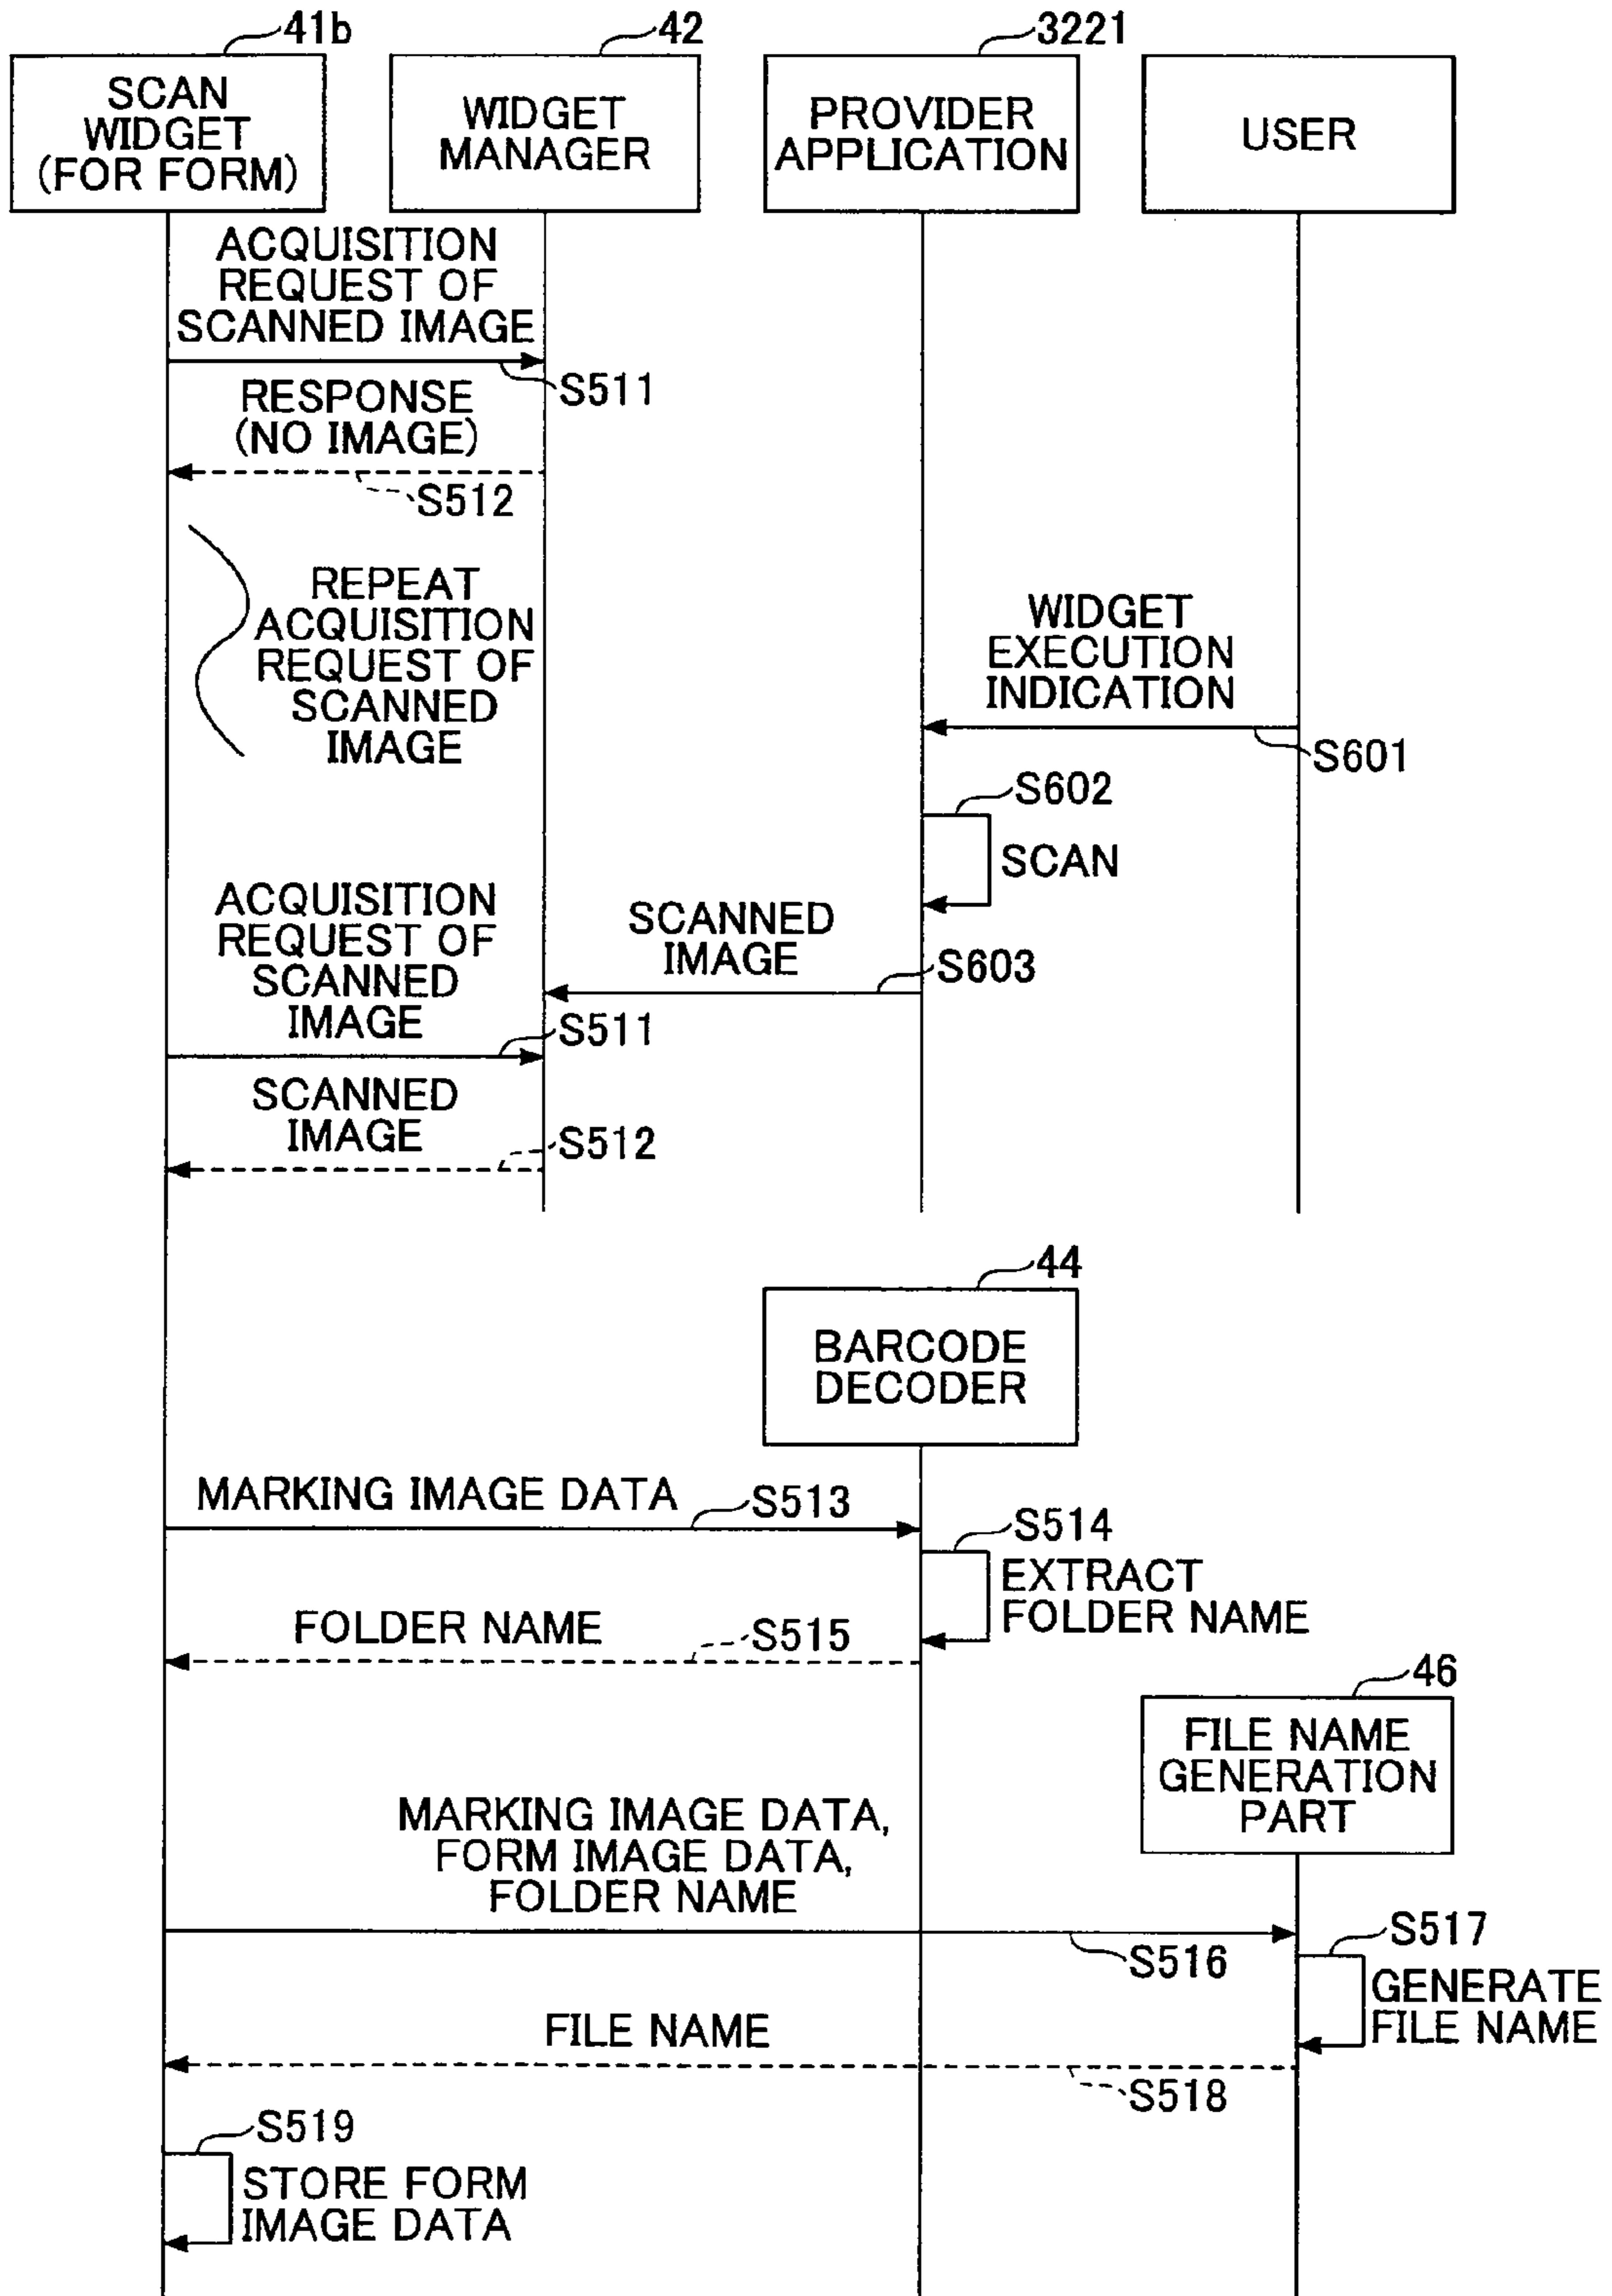 41b
42
3221
SCAN
WIDGET
(FOR FORM)
WIDGET
MANAGER
PROVIDER
APPLICATION
USER
ACQUISITION
REQUEST OF
SCANNED IMAGE
S511
RESPONSE
(NO IMAGE)
S512
REPEAT
ACQUISITION
REQUEST OF
SCANNED
IMAGE
WIDGET
EXECUTION
INDICATION
S601
S602
SCAN
SCANNED
IMAGE
S603
ACQUISITION
REQUEST OF
SCANNED
IMAGE
S511
SCANNED
IMAGE
S512
44
BARCODE
DECODER
MARKING IMAGE DATA
S513
S514
EXTRACT
FOLDER NAME
FOLDER NAME
S515
46
FILE NAME
GENERATION
PART
MARKING IMAGE DATA,
FORM IMAGE DATA,
FOLDER NAME
S516
S517
GENERATE
FILE NAME
FILE NAME
S518
S519
STORE FORM
IMAGE DATA